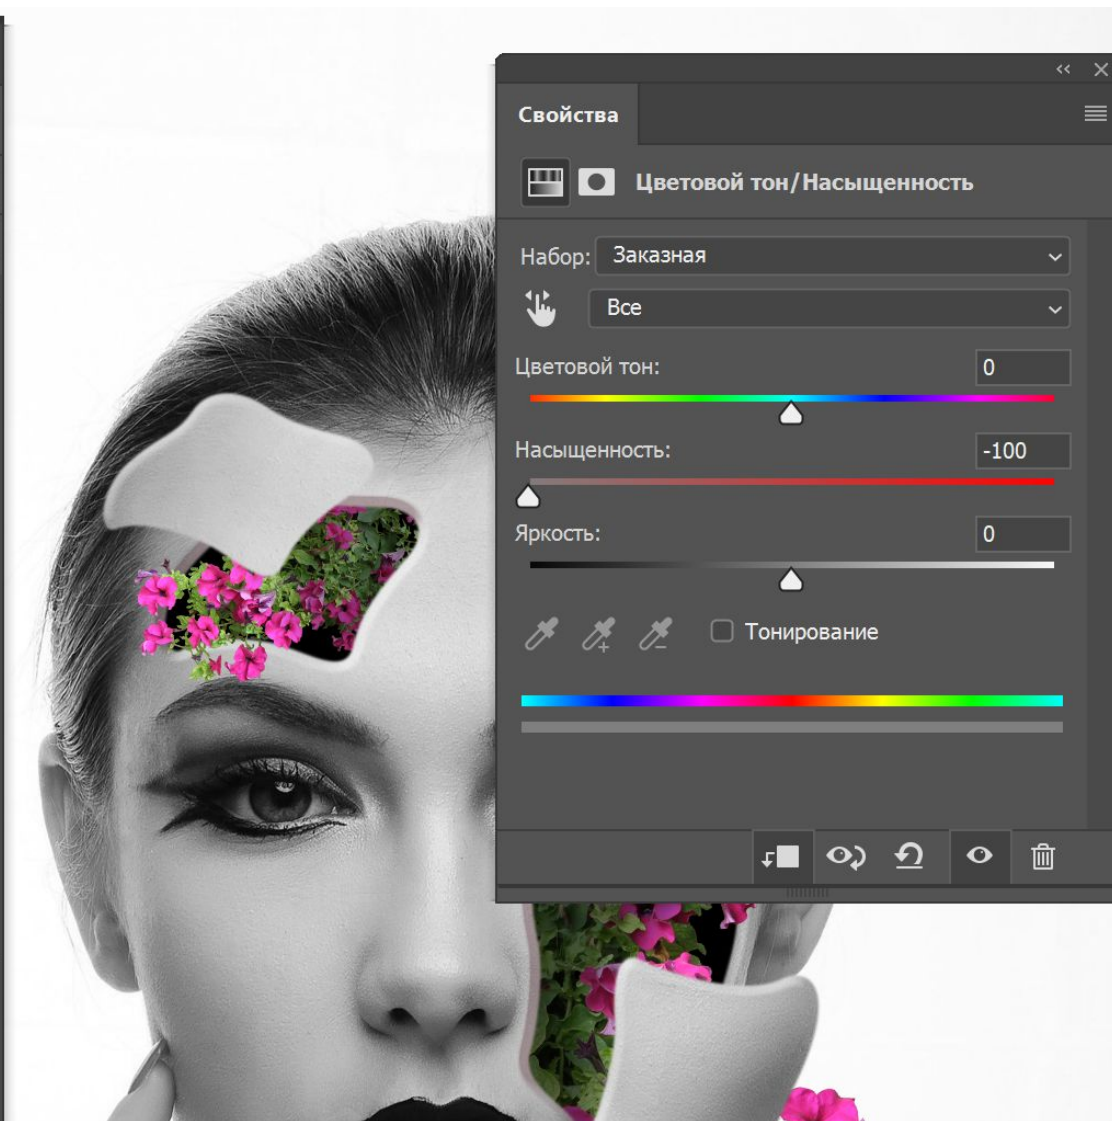 Свойства
Цветовой тон/Насыщенность
Набор: Заказная
Все
Цветовой тон: 0
Насыщенность: -100
Яркость: 0
Тонирование